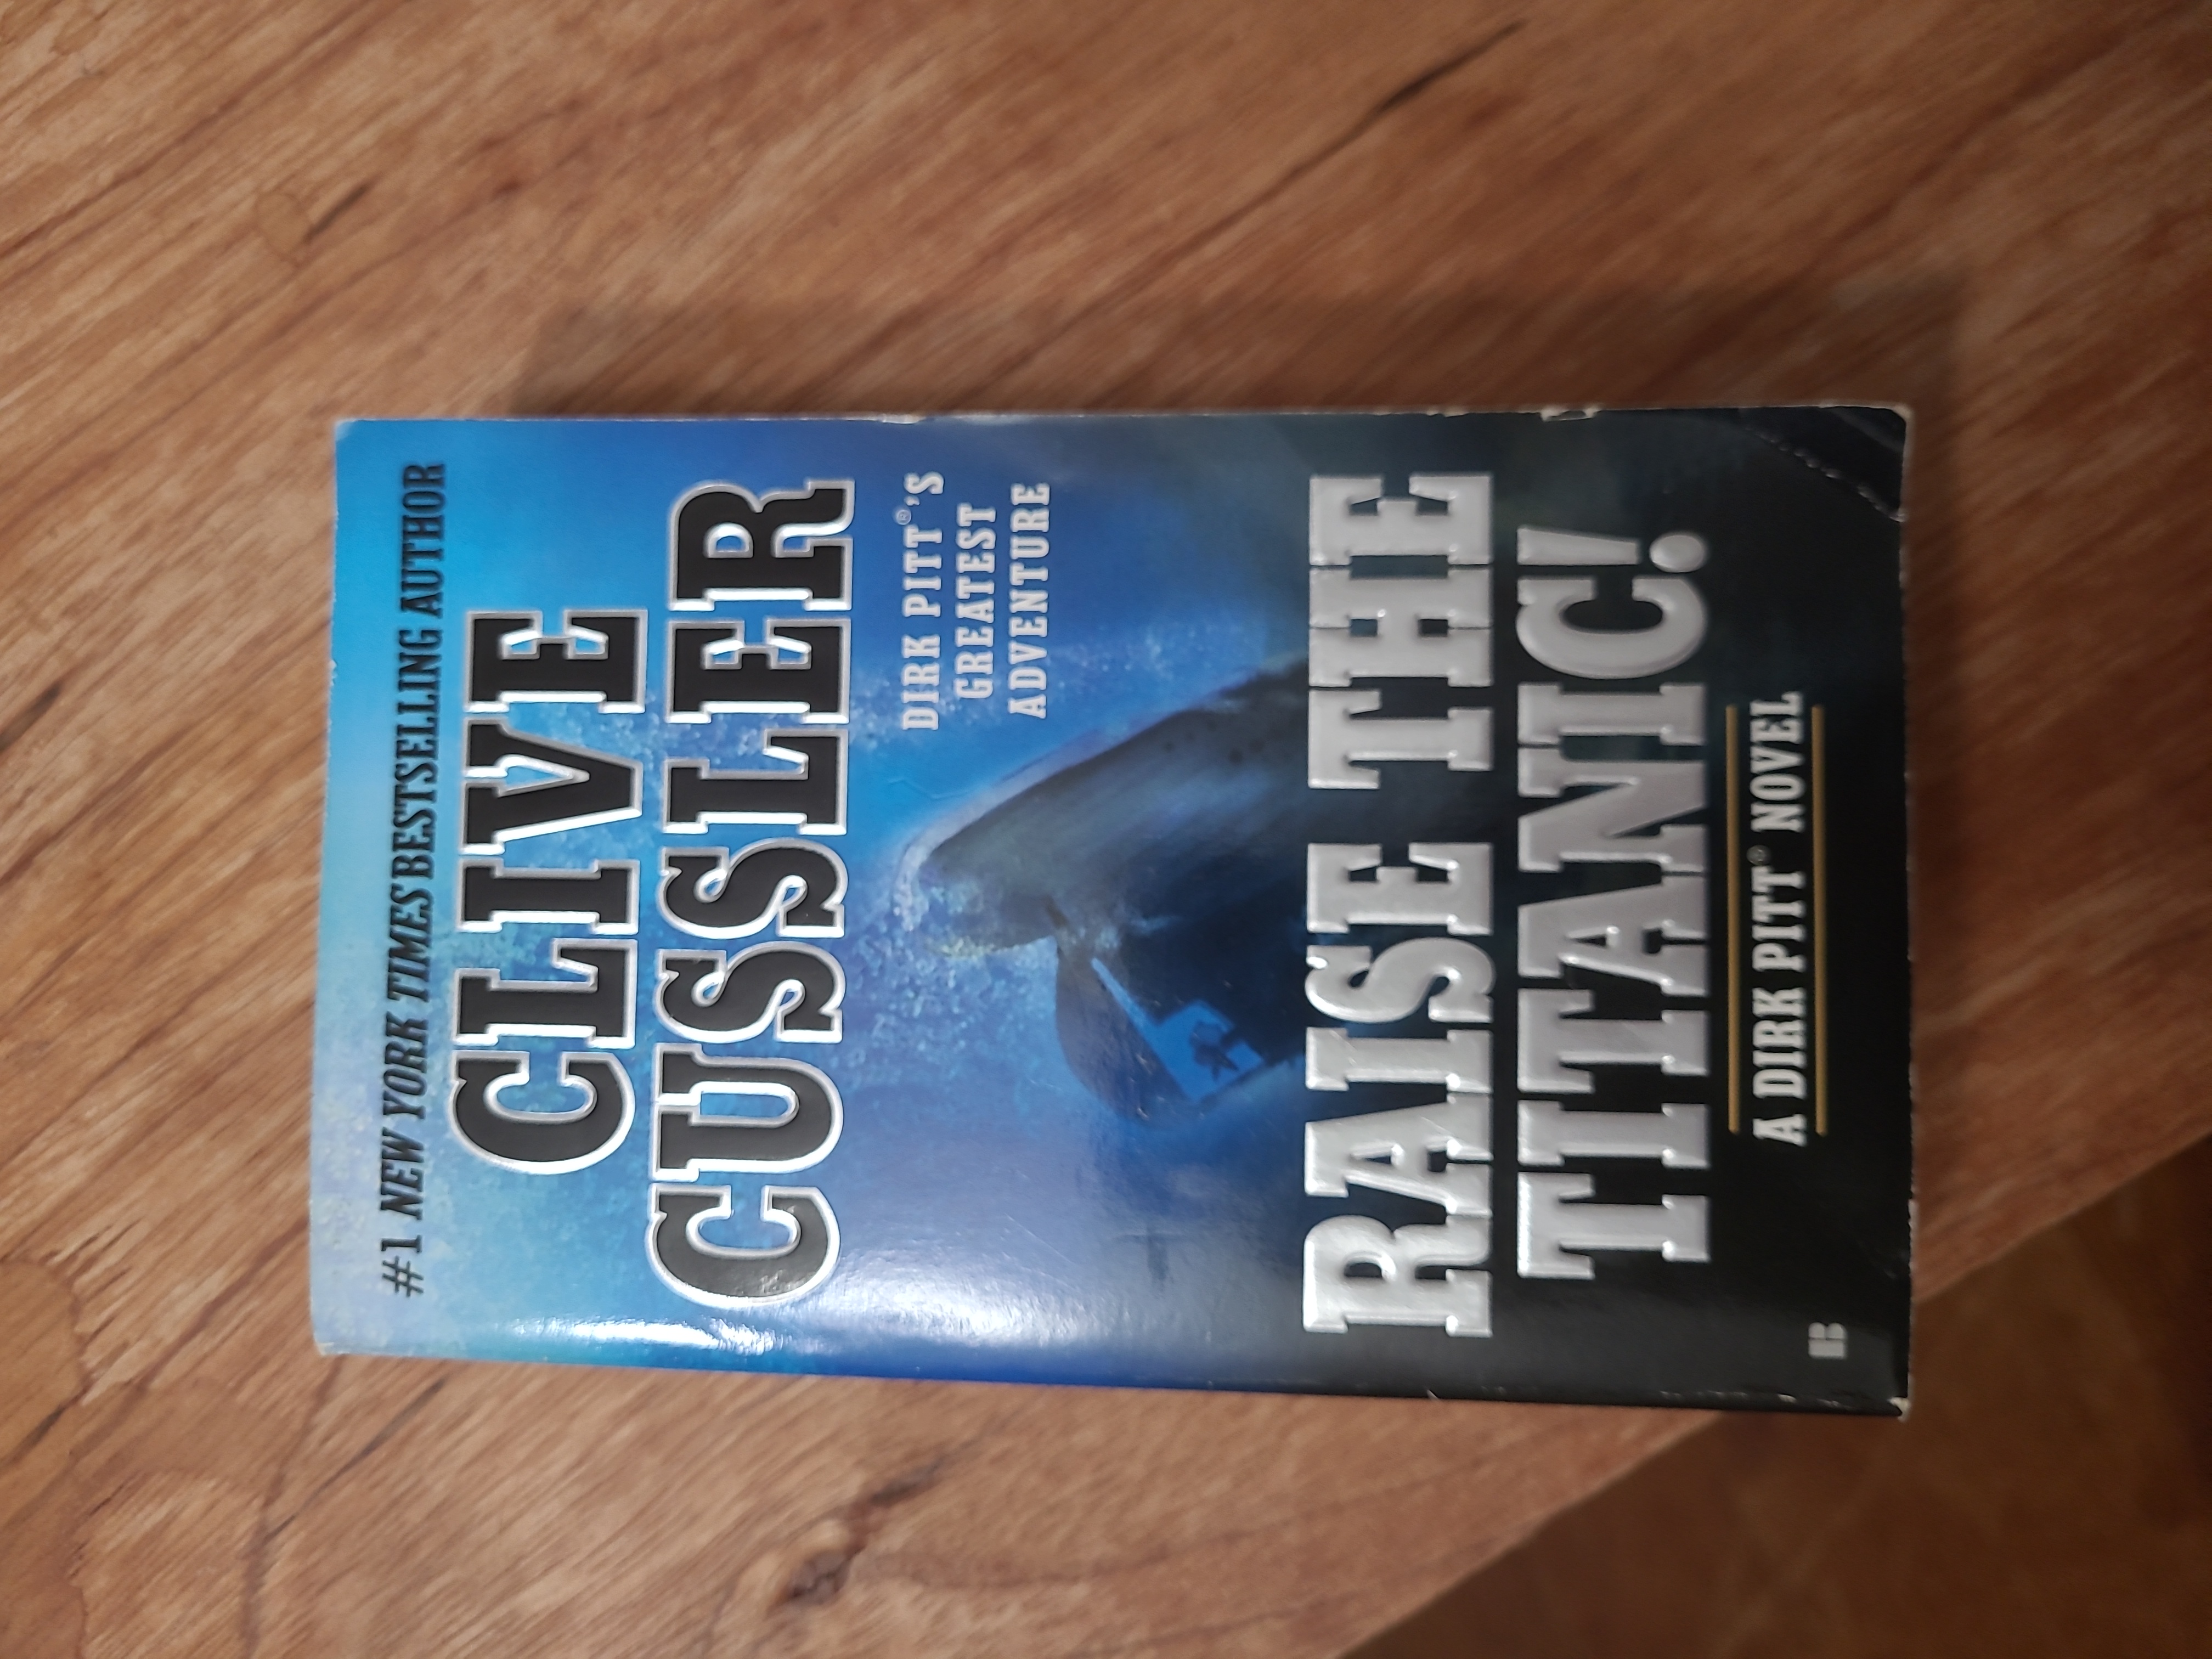 #1 NEW YORK TIMES BESTSELLING AUTHOR
CLIVE
CUSSLER
DIRK PITT®'S
GREATEST
ADVENTURE
RAISE THE
TITANIC!
A DIRK PITT® NOVEL
B